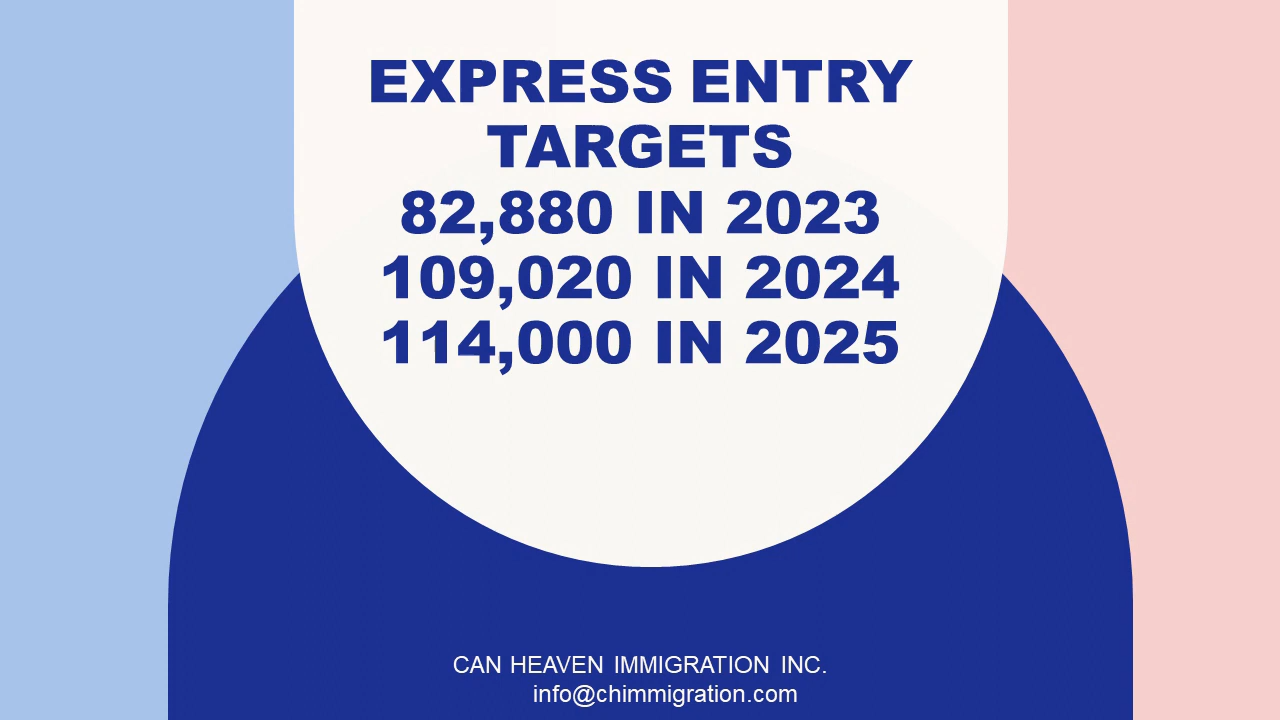 EXPRESS ENTRY
TARGETS
82,880 IN 2023
109,020 IN 2024
114,000 IN 2025
CAN HEAVEN IMMIGRATION INC.
info@chimmigration.com